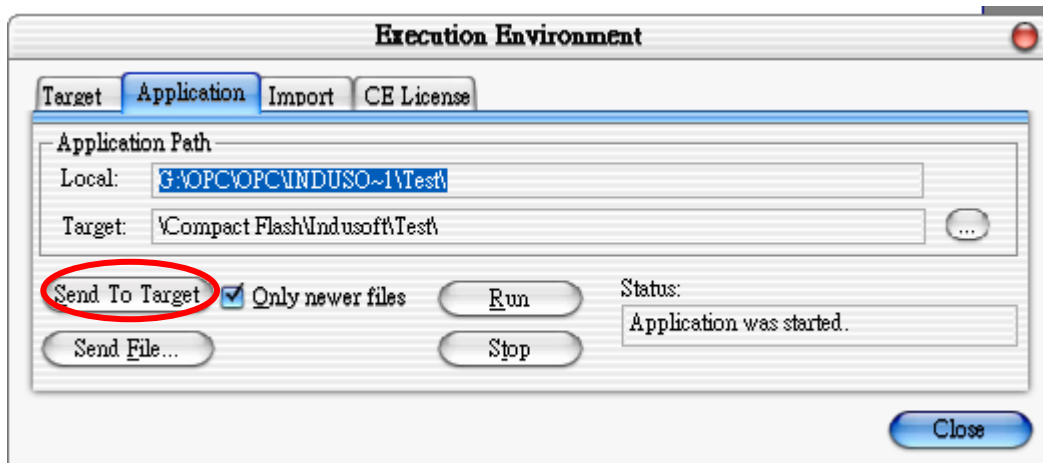 Execution Environment
Target Application Import CE License
Application Path
Local: G:\OPC\OPC\INDUSO~1\Test\
Target: \Compact Flash\Indusoft\Test\ ...
Send To Target Only newer files Run Status:
Application was started.
Send File... Stop
Close